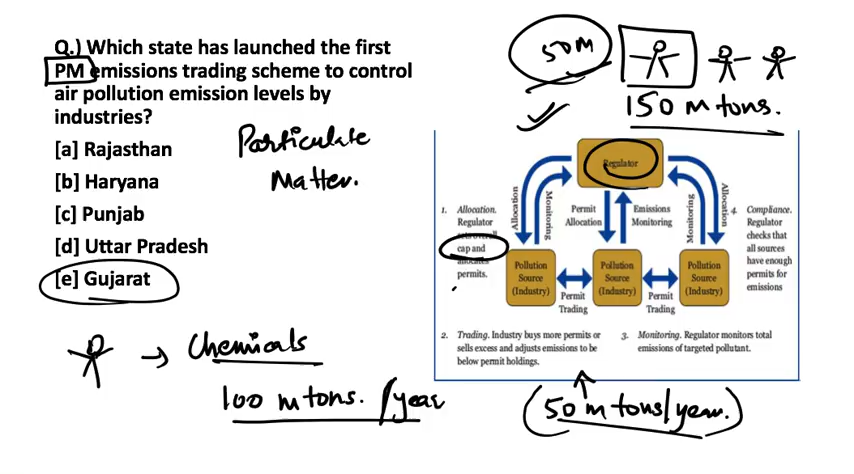 Q.) Which state has launched the first
PM emissions trading scheme to control
air pollution emission levels by
industries?
[a] Rajasthan
[b] Haryana
[c] Punjab
[d] Uttar Pradesh
[e] Gujarat
Particulate
Matter.
50M
150 m tons.
Regulator
Allocation
Monitoring
Permit
Allocation
Emissions
Monitoring
Monitoring
Allocation
1. Allocation.
Regulator
sets overall
cap and
allocates
permits.
4. Compliance.
Regulator
checks that
all sources
have enough
permits for
emissions
Pollution
Source
(Industry)
Permit
Trading
Pollution
Source
(Industry)
Permit
Trading
Pollution
Source
(Industry)
2. Trading. Industry buys more permits or
sells excess and adjusts emissions to be
below permit holdings.
3. Monitoring. Regulator monitors total
emissions of targeted pollutant.
→ Chemicals
100 m tons. /year
(50 m tons/year.)